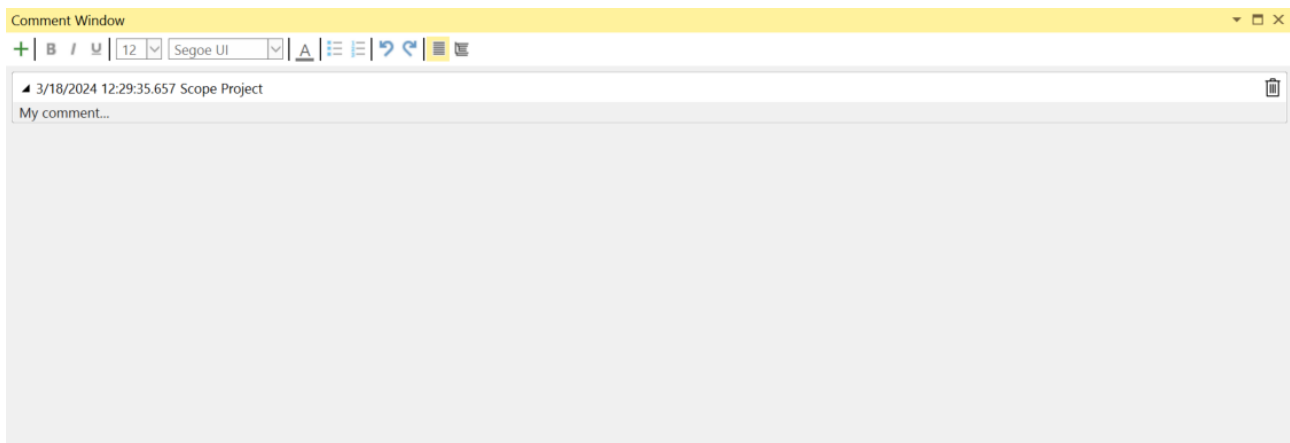 Comment Window
B I U 12 Segoe UI A
3/18/2024 12:29:35.657 Scope Project
My comment...